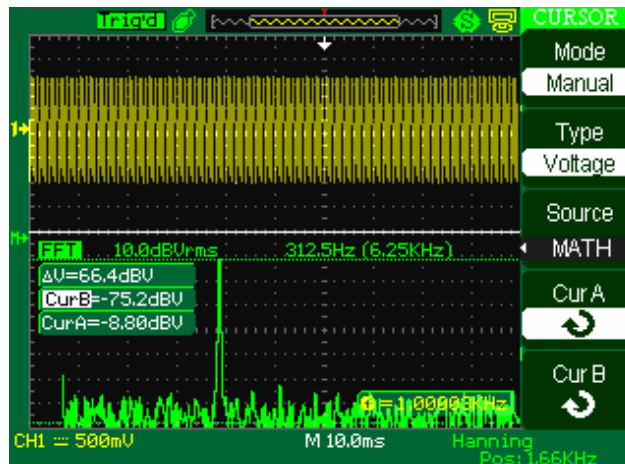 Trig'd CURSOR
Mode
Manual
Type
Voltage
Source
MATH
Cur A
Cur B
1
M
FFT 10.0dBVrms 312.5Hz (6.25KHz)
ΔV=66.4dBV
CurB=-75.2dBV
CurA=-8.80dBV
CH1 500mV M 10.0ms Hanning
Pos:1.66KHz